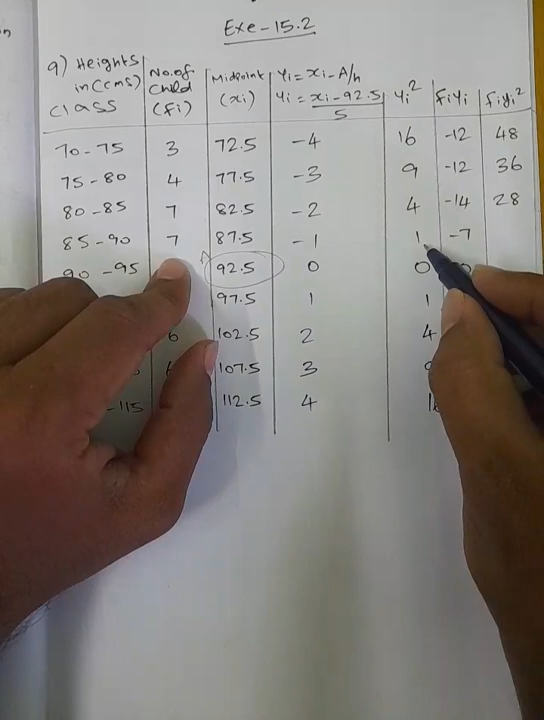 Exe-15.2
9) Heights in(cms) class | No.of child (fi) | Midpoint (xi) | Yi = xi - A/h Yi = xi - 92.5/5 | Yi² | fiYi | fiYi²
70-75 3 72.5 -4 16 -12 48
75-80 4 77.5 -3 9 -12 36
80-85 7 82.5 -2 4 -14 28
85-90 7 87.5 -1 1 -7
90-95 92.5 0 0
97.5 1 1
6 102.5 2 4
107.5 3
-115 112.5 4